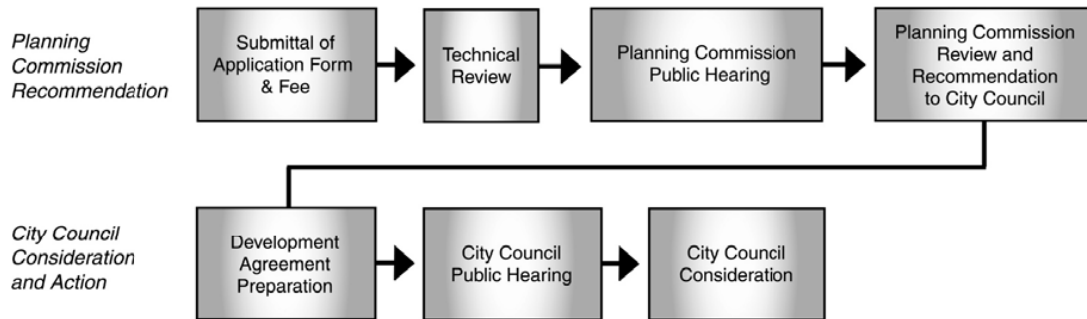 Planning
Commission
Recommendation
Submittal of
Application Form
& Fee
Technical
Review
Planning Commission
Public Hearing
Planning Commission
Review and
Recommendation
to City Council
City Council
Consideration
and Action
Development
Agreement
Preparation
City Council
Public Hearing
City Council
Consideration